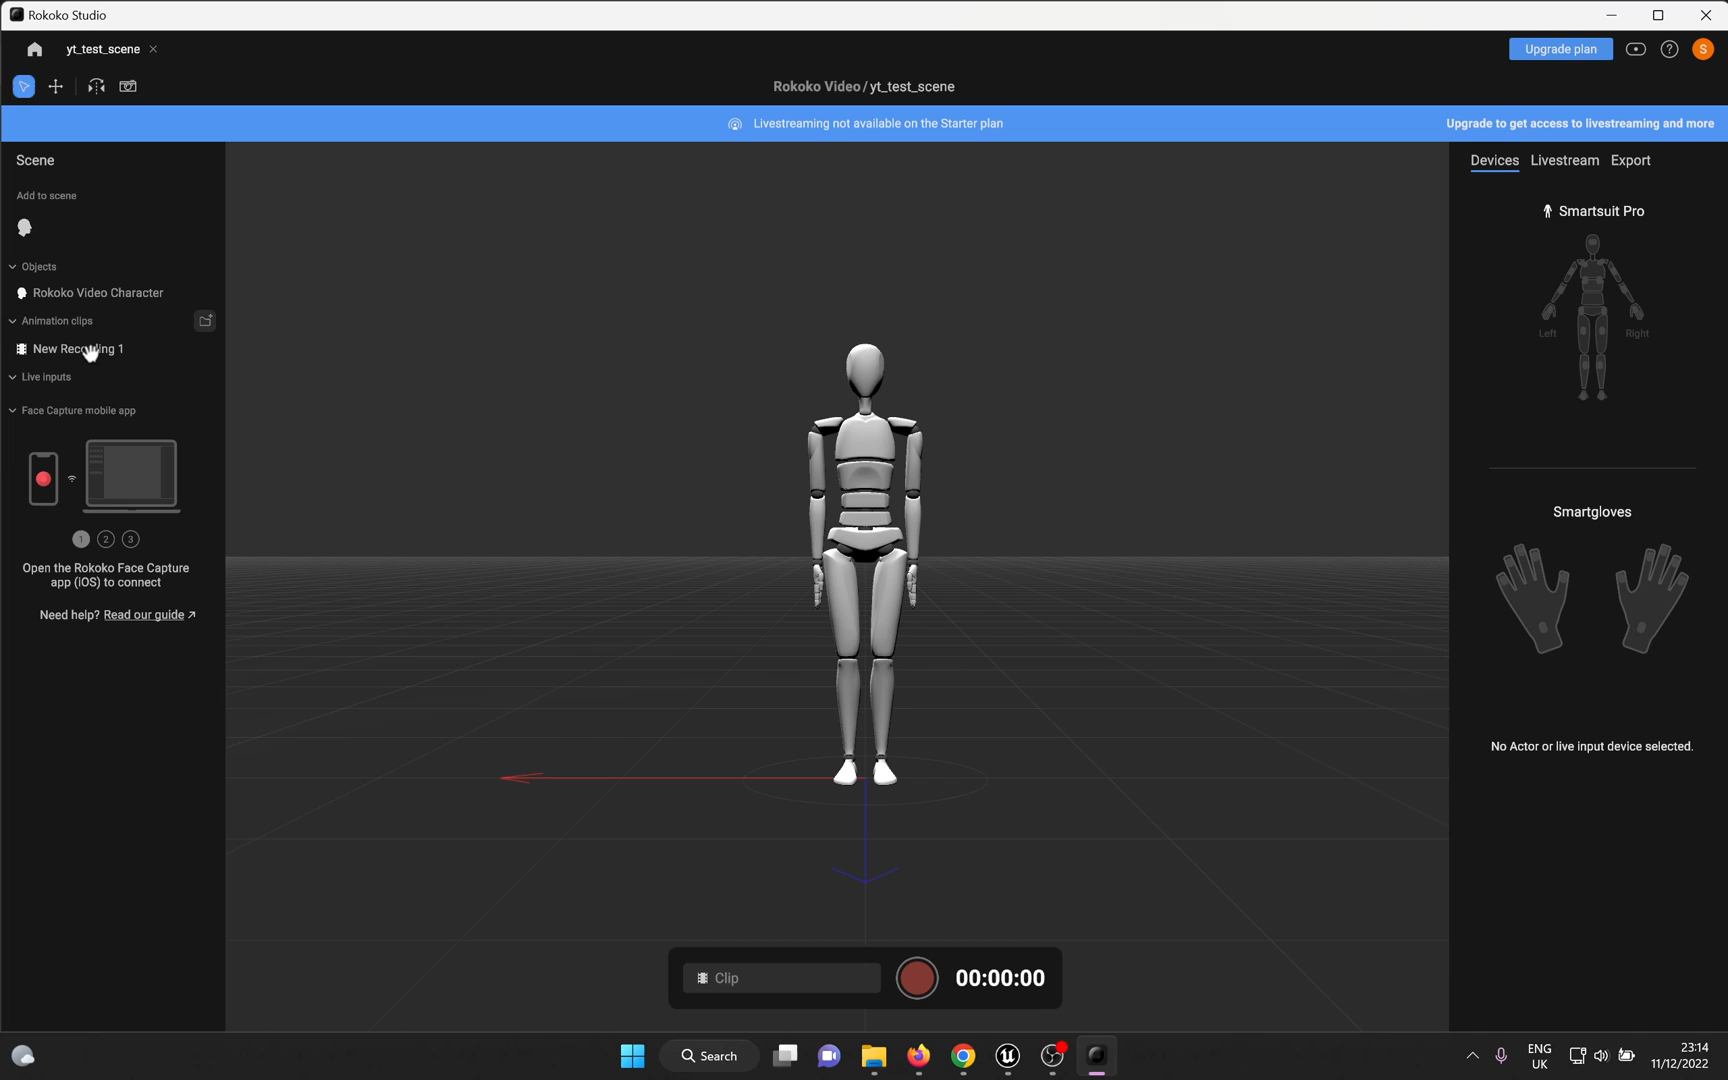 Rokoko Studio
yt_test_scene
Upgrade plan
S
Rokoko Video / yt_test_scene
Livestreaming not available on the Starter plan
Upgrade to get access to livestreaming and more
Scene
Add to scene
Objects
Rokoko Video Character
Animation clips
New Recording 1
Live inputs
Face Capture mobile app
1 2 3
Open the Rokoko Face Capture
app (iOS) to connect
Need help? Read our guide
Devices Livestream Export
Smartsuit Pro
Left Right
Smartgloves
No Actor or live input device selected.
Clip
00:00:00
Search
ENG
UK
23:14
11/12/2022